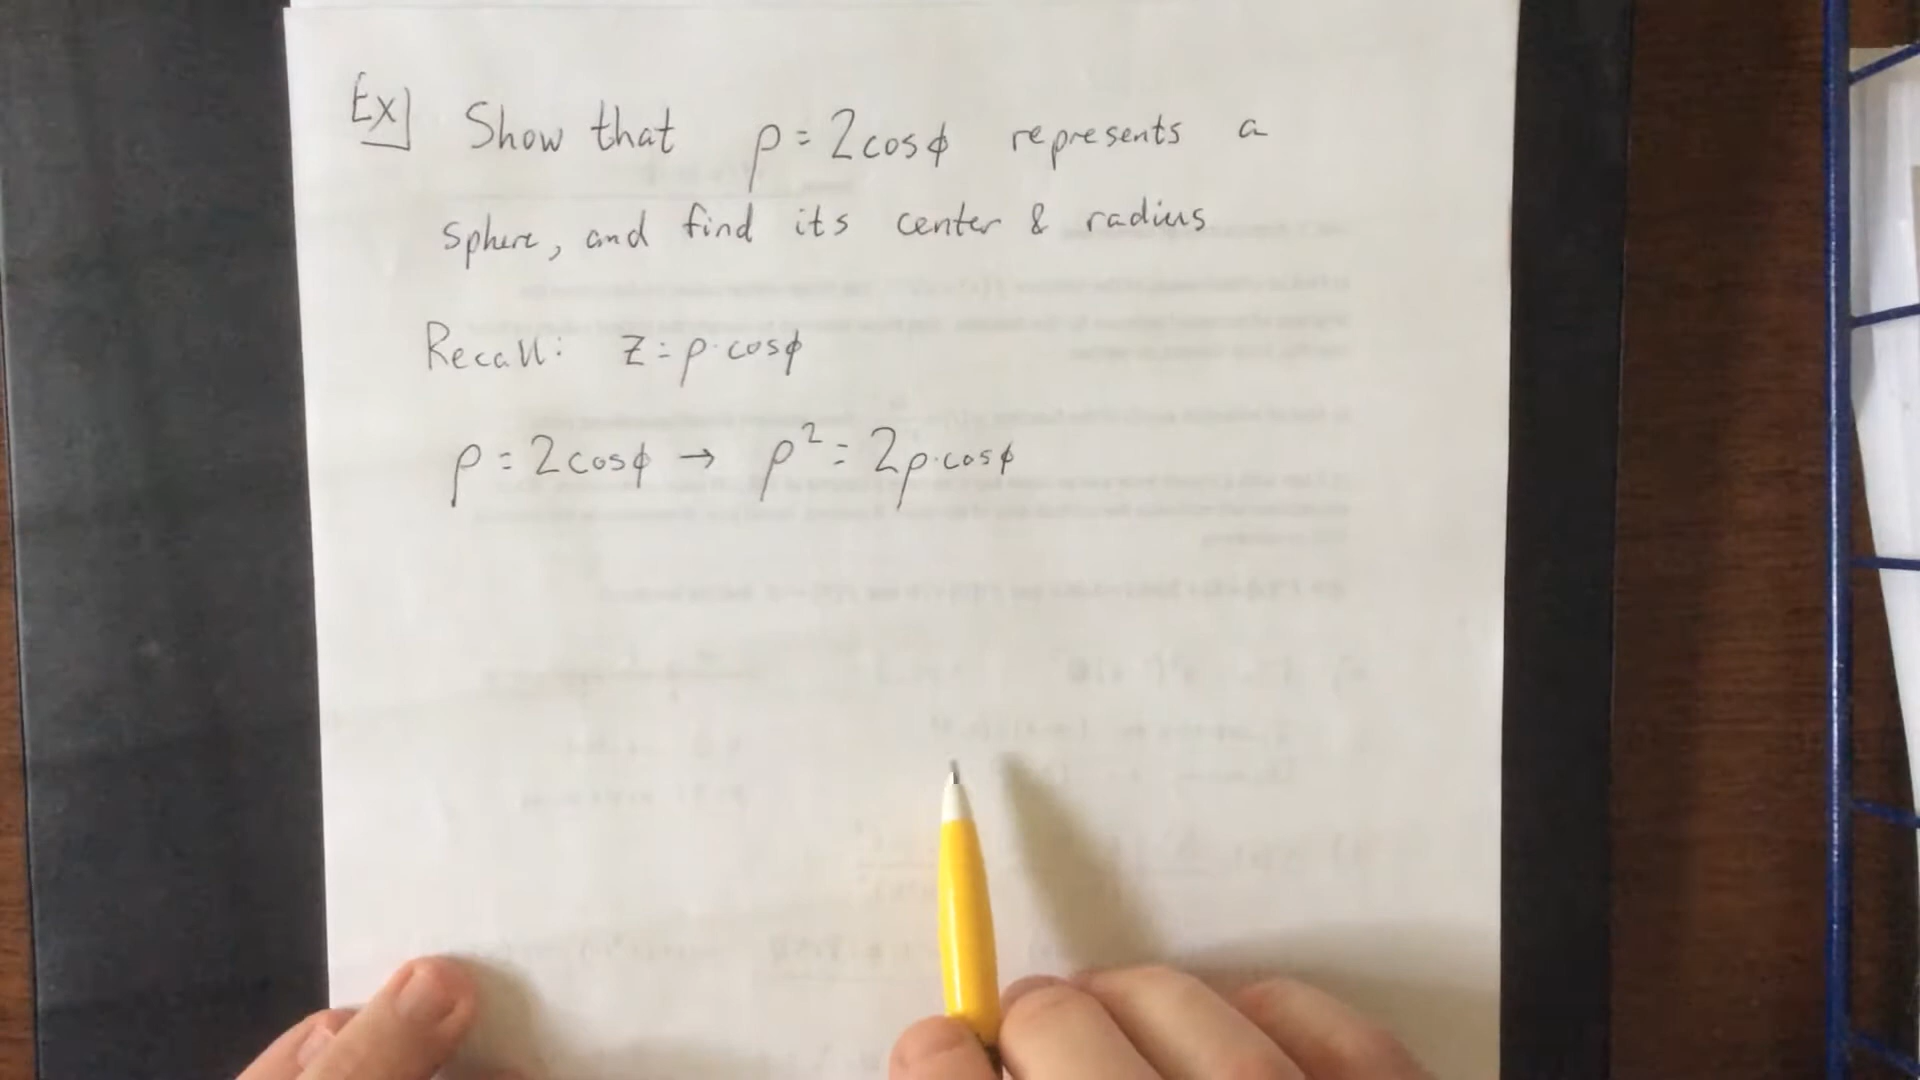 Ex] Show that ρ = 2cosϕ represents a
sphere, and find its center & radius
Recall: z = ρ·cosϕ
ρ = 2cosϕ → ρ² = 2ρ·cosϕ